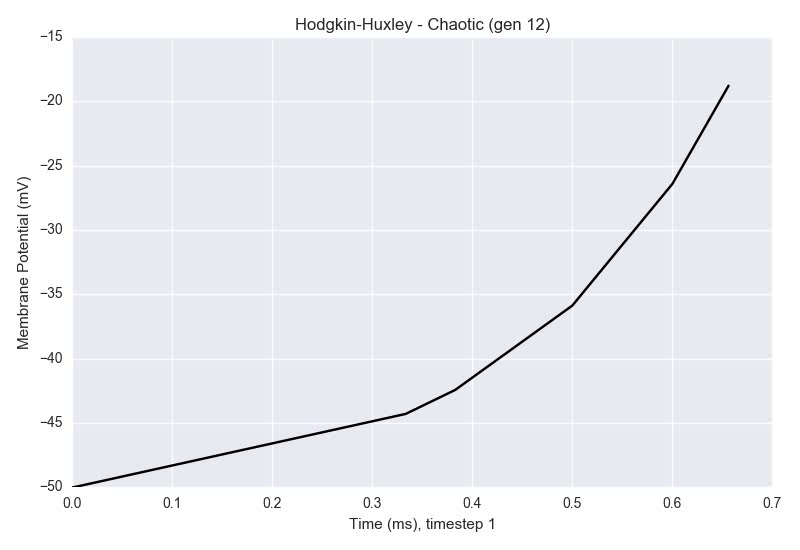 Hodgkin-Huxley - Chaotic (gen 12)
−15
−20
−25
−30
−35
−40
−45
−50
Membrane Potential (mV)
0.0 0.1 0.2 0.3 0.4 0.5 0.6 0.7
Time (ms), timestep 1